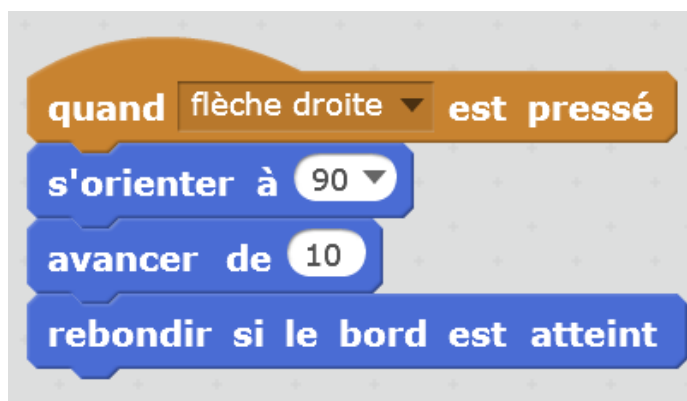 quand flèche droite est pressé
s'orienter à 90
avancer de 10
rebondir si le bord est atteint